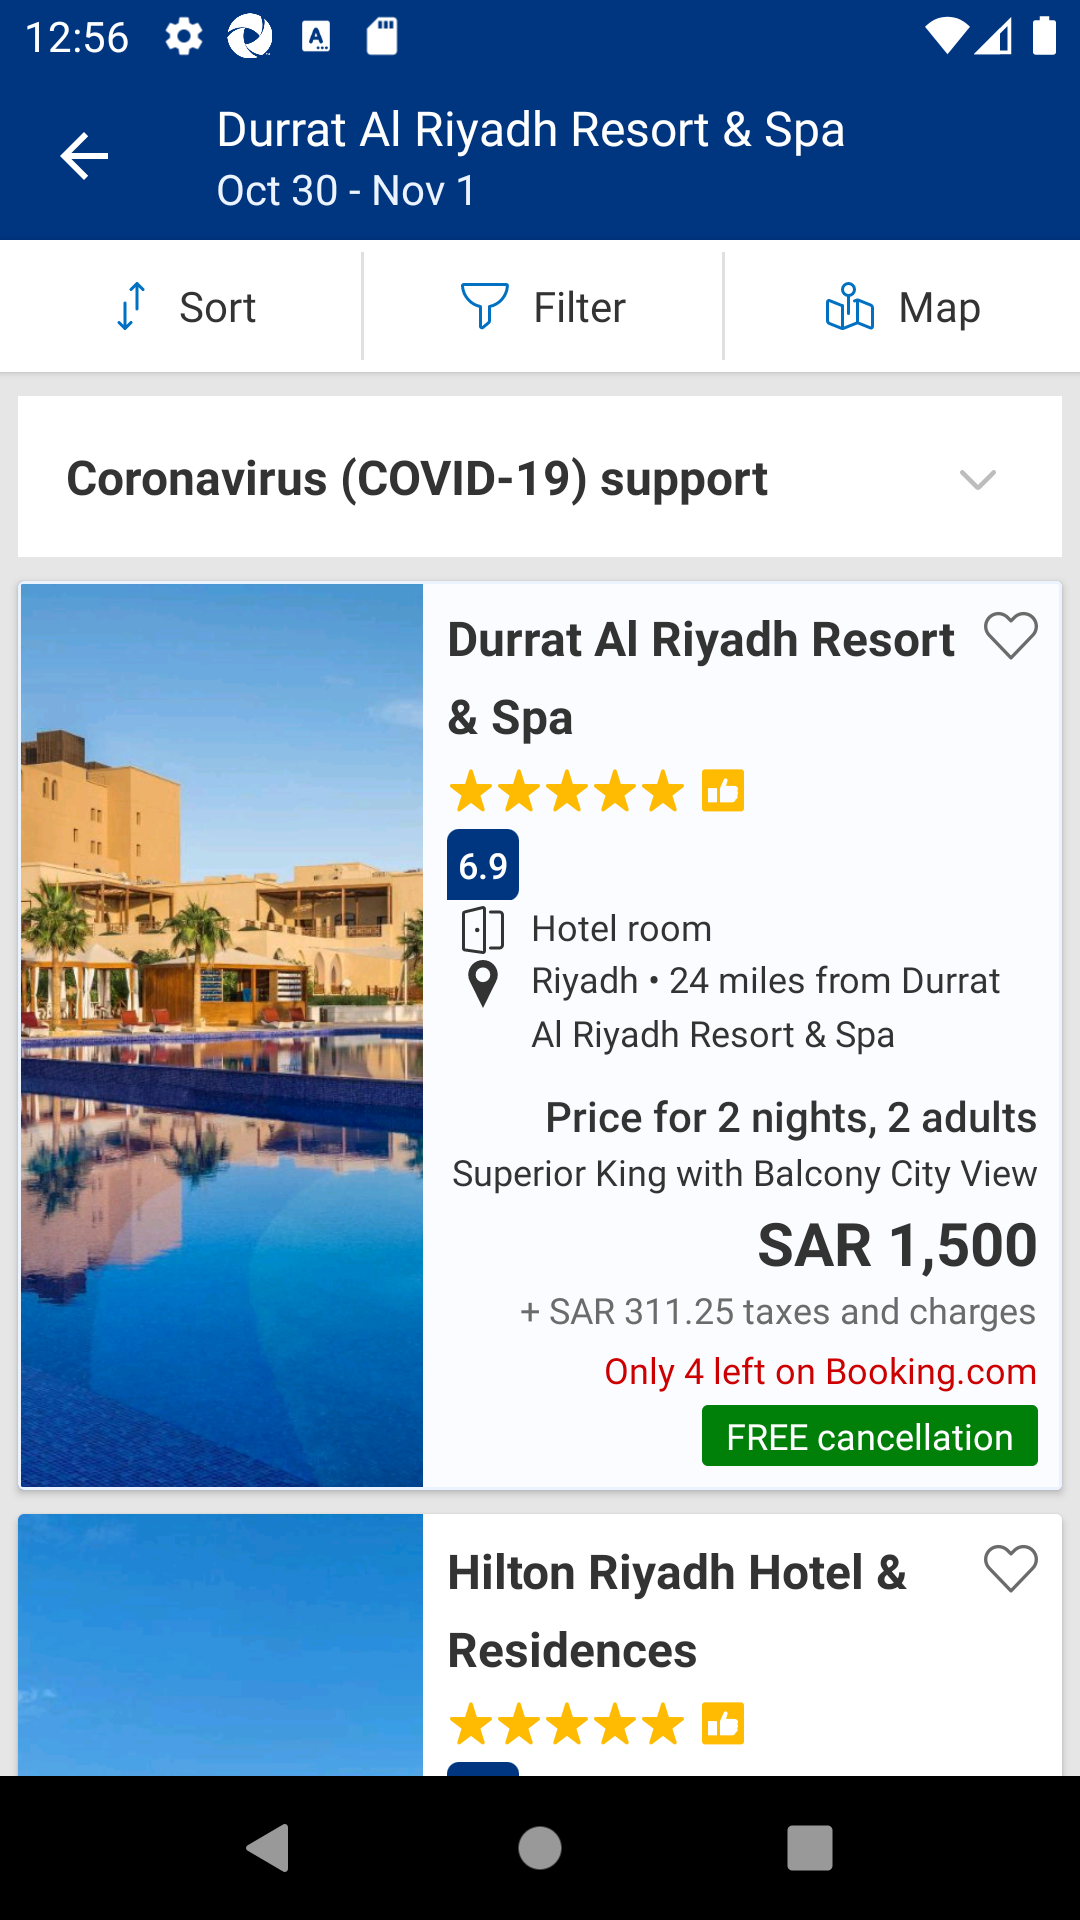 12:56
Durrat Al Riyadh Resort & Spa
Oct 30 - Nov 1
Sort
Filter
Map
Coronavirus (COVID-19) support
Durrat Al Riyadh Resort
& Spa
6.9
Hotel room
Riyadh • 24 miles from Durrat
Al Riyadh Resort & Spa
Price for 2 nights, 2 adults
Superior King with Balcony City View
SAR 1,500
+ SAR 311.25 taxes and charges
Only 4 left on Booking.com
FREE cancellation
Hilton Riyadh Hotel &
Residences